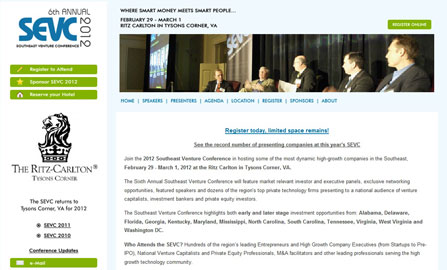 6th ANNUAL
SEVC
2012
SOUTHEAST VENTURE CONFERENCE
WHERE SMART MONEY MEETS SMART PEOPLE...
FEBRUARY 29 - MARCH 1
RITZ CARLTON IN TYSONS CORNER, VA
REGISTER ONLINE
Register to Attend
Sponsor SEVC 2012
Reserve your Hotel
THE RITZ-CARLTON®
TYSONS CORNER
The SEVC returns to
Tysons Corner, VA for 2012
SEVC 2011
SEVC 2010
Conference Updates
e-mail
HOME | SPEAKERS | PRESENTERS | AGENDA | LOCATION | REGISTER | SPONSORS | ABOUT
Register today, limited space remains!
See the record number of presenting companies at this year's SEVC
Join the 2012 Southeast Venture Conference in hosting some of the most dynamic high-growth companies in the Southeast,
February 29 - March 1, 2012 at the Ritz Carlton in Tysons Corner, VA.
The Sixth Annual Southeast Venture Conference will feature market relevant investor and executive panels, exclusive networking
opportunities, featured speakers and dozens of the region's top private technology firms presenting to a national audience of venture
capitalists, investment bankers and private equity investors.
The Southeast Venture Conference highlights both early and later stage investment opportunities from: Alabama, Delaware,
Florida, Georgia, Kentucky, Maryland, Mississippi, North Carolina, South Carolina, Tennessee, Virginia, West Virginia and
Washington DC.
Who Attends the SEVC? Hundreds of the region's leading Entrepreneurs and High Growth Company Executives (from Startups to Pre-
IPO), National Venture Capitalists and Private Equity Professionals, M&A facilitators and other leading professionals serving the
high growth technology community.